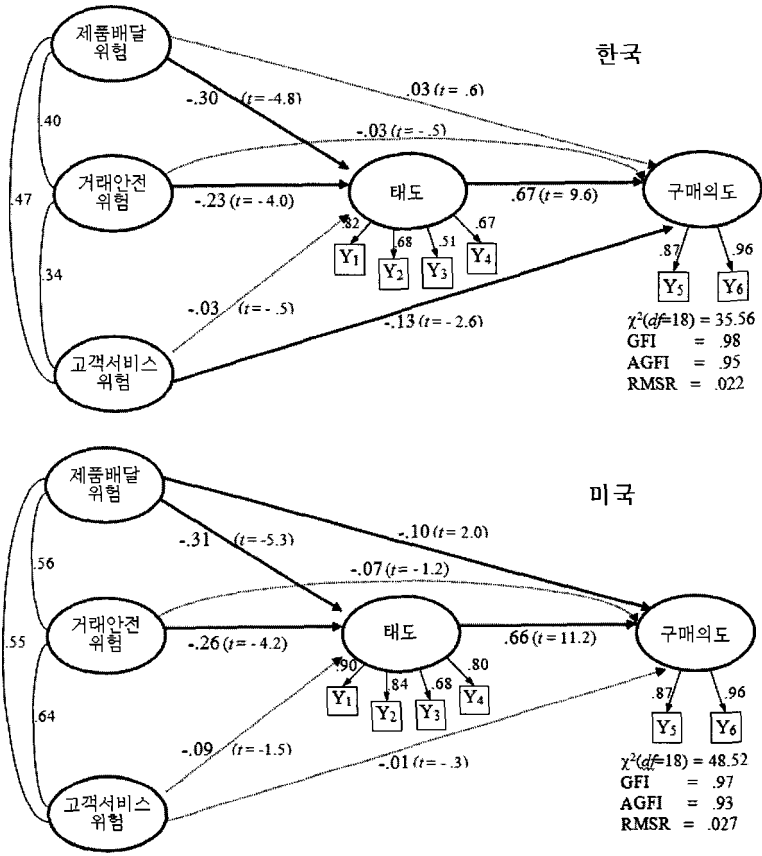 제품배달
위험
한국
-.30 (t= -4.8)
.03 (t= .6)
.40
-.03 (t= -.5)
.47
거래안전
위험
-.23 (t= -4.0)
태도
.67 (t= 9.6)
구매의도
.82
.68
.51
.67
Y1
Y2
Y3
Y4
.87
.96
Y5
Y6
.34
-.03 (t= -.5)
-.13 (t= -2.6)
고객서비스
위험
χ²(df=18) = 35.56
GFI = .98
AGFI = .95
RMSR = .022
제품배달
위험
미국
-.31 (t= -5.3)
-.10 (t= 2.0)
.56
-.07 (t= -1.2)
.55
거래안전
위험
-.26 (t= -4.2)
태도
.66 (t= 11.2)
구매의도
.90
.84
.68
.80
Y1
Y2
Y3
Y4
.87
.96
Y5
Y6
.64
-.09 (t= -1.5)
-.01 (t= -.3)
고객서비스
위험
χ²(df=18) = 48.52
GFI = .97
AGFI = .93
RMSR = .027